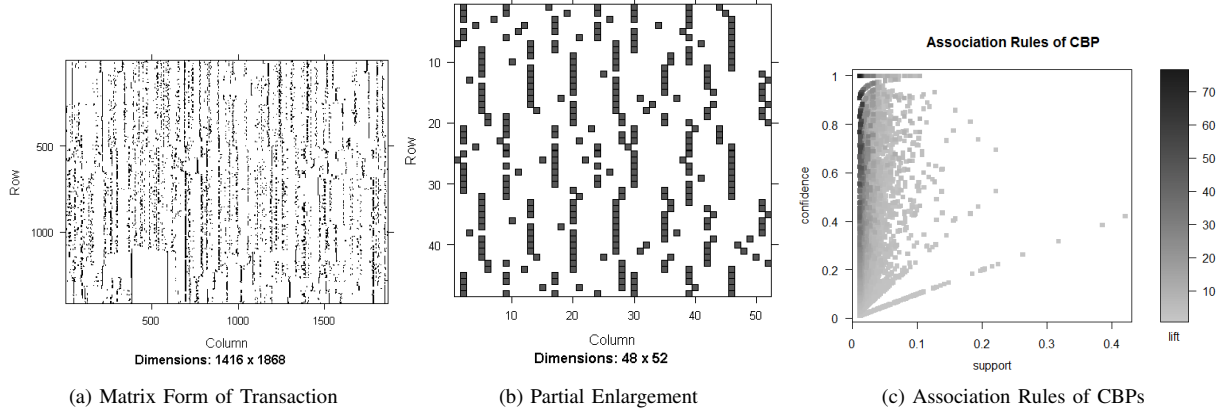 500
1000
1500
Row
500
1000
Column
Dimensions: 1416 x 1868
(a) Matrix Form of Transaction
Row
10
20
30
40
10
20
30
40
50
Column
Dimensions: 48 x 52
(b) Partial Enlargement
Association Rules of CBP
confidence
1
0.8
0.6
0.4
0.2
0
0
0.1
0.2
0.3
0.4
support
70
60
50
40
30
20
10
lift
(c) Association Rules of CBPs